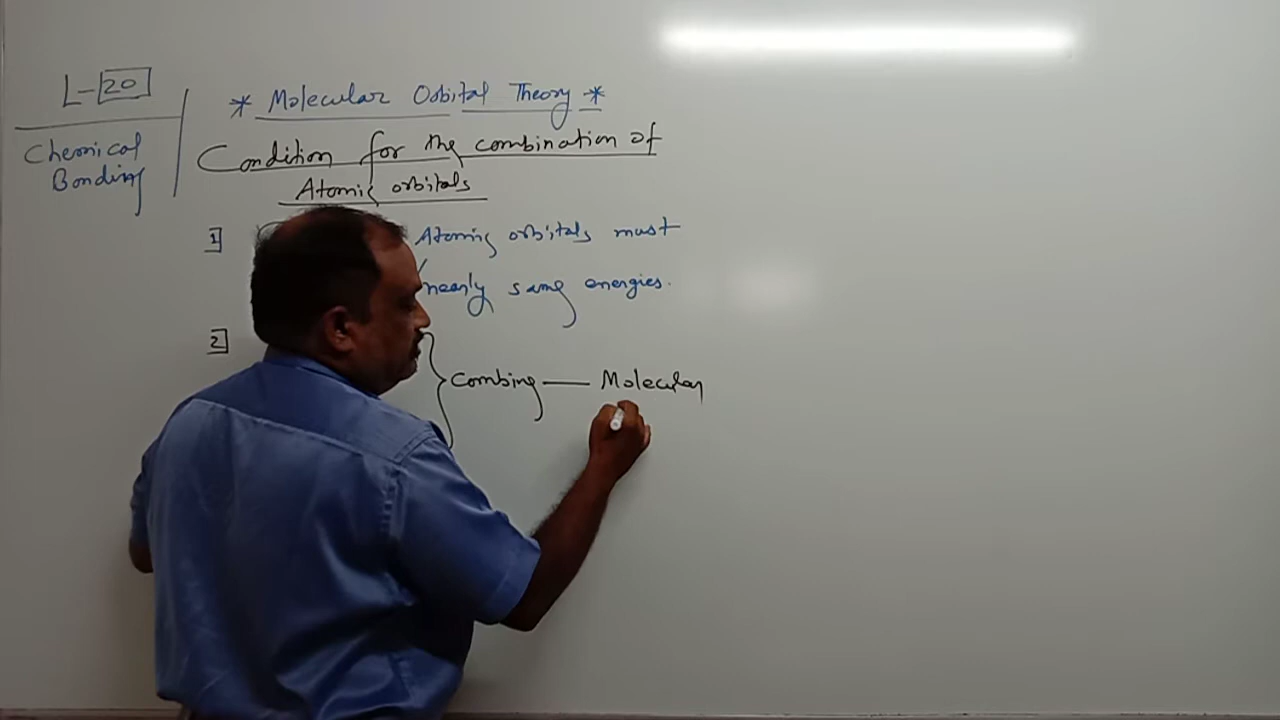 L-20
Chemical
Bonding
* Molecular Orbital Theory *
Condition for the combination of
Atomic orbitals
1 Atomic orbitals must
nearly same energies.
2
Combing — Molecular